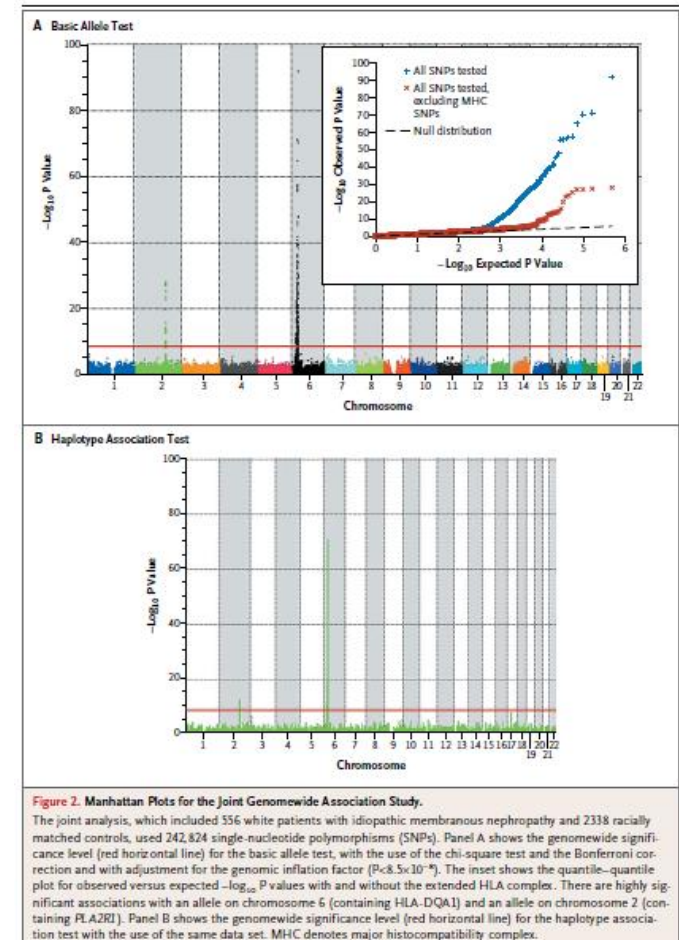 A Basic Allele Test
100
80
60
40
20
0
−Log10 P Value
1 2 3 4 5 6 7 8 9 10 11 12 13 14 15 16 17 18 19 20 21 22
Chromosome
100
90
80
70
60
50
40
30
20
10
0
−Log10 Observed P Value
+ All SNPs tested
× All SNPs tested,
excluding MHC
SNPs
Null distribution
0 1 2 3 4 5 6
−Log10 Expected P Value
B Haplotype Association Test
100
80
60
40
20
0
−Log10 P Value
1 2 3 4 5 6 7 8 9 10 11 12 13 14 15 16 17 18 19 20 21 22
Chromosome
Figure 2. Manhattan Plots for the Joint Genomewide Association Study.
The joint analysis, which included 556 white patients with idiopathic membranous nephropathy and 2338 racially
matched controls, used 242,824 single-nucleotide polymorphisms (SNPs). Panel A shows the genomewide signifi-
cance level (red horizontal line) for the basic allele test, with the use of the chi-square test and the Bonferroni cor-
rection and with adjustment for the genomic inflation factor (P<8.5×10⁻⁸). The inset shows the quantile–quantile
plot for observed versus expected −log10 P values with and without the extended HLA complex. There are highly sig-
nificant associations with an allele on chromosome 6 (containing HLA-DQA1) and an allele on chromosome 2 (con-
taining PLA2R1). Panel B shows the genomewide significance level (red horizontal line) for the haplotype associa-
tion test with the use of the same data set. MHC denotes major histocompatibility complex.